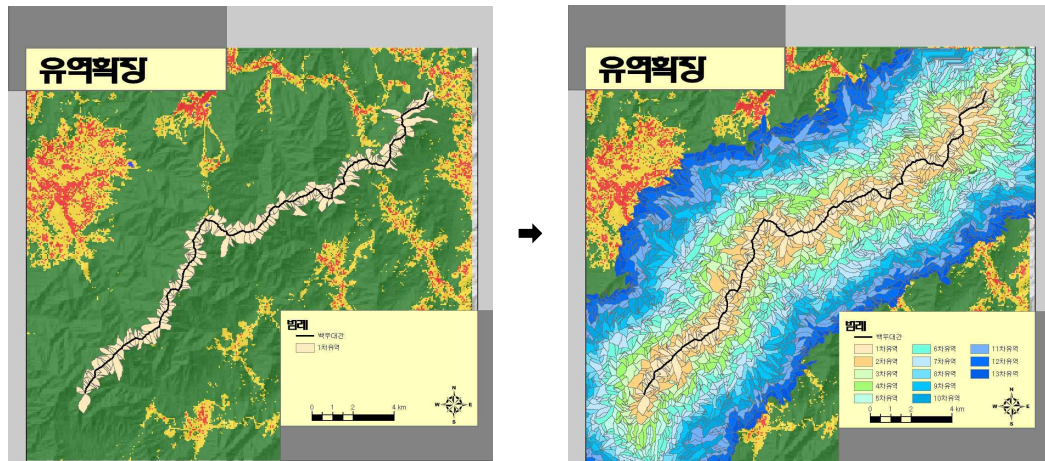 유역확장
범례
백두대간
1차유역
0 1 2 4 km
N
W E
S
유역확장
범례
백두대간
1차유역 6차유역 11차유역
2차유역 7차유역 12차유역
3차유역 8차유역 13차유역
4차유역 9차유역
5차유역 10차유역
0 1 2 4 km
N
W E
S